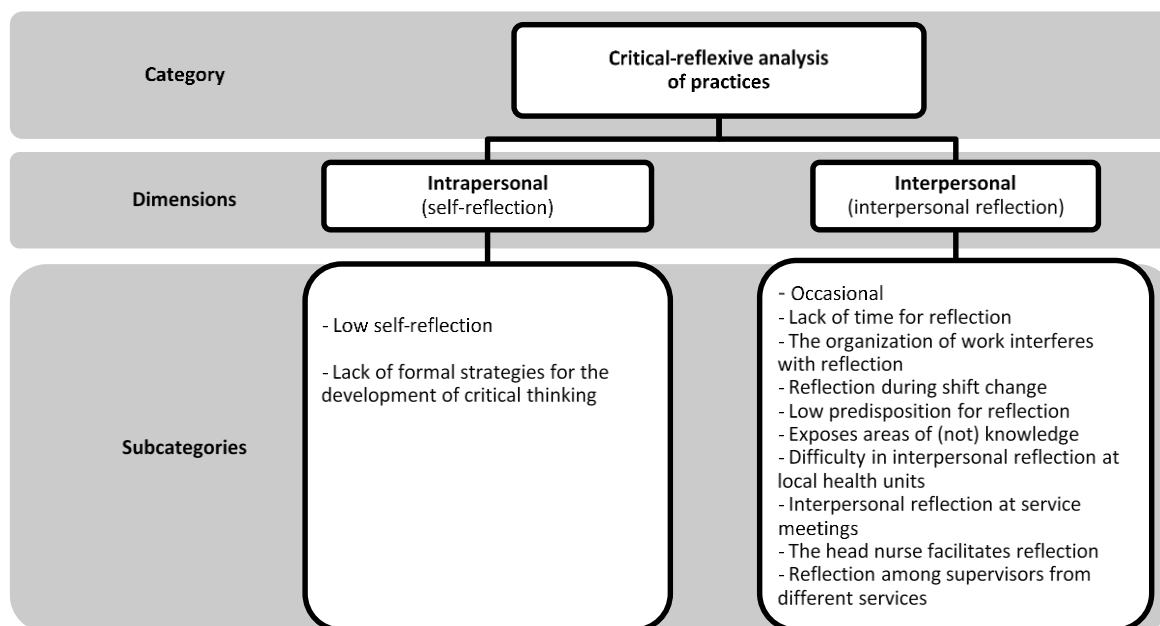 Category
Critical-reflexive analysis
of practices
Dimensions
Intrapersonal
(self-reflection)
Interpersonal
(interpersonal reflection)
Subcategories
- Low self-reflection
- Lack of formal strategies for the
development of critical thinking
- Occasional
- Lack of time for reflection
- The organization of work interferes
with reflection
- Reflection during shift change
- Low predisposition for reflection
- Exposes areas of (not) knowledge
- Difficulty in interpersonal reflection at
local health units
- Interpersonal reflection at service
meetings
- The head nurse facilitates reflection
- Reflection among supervisors from
different services